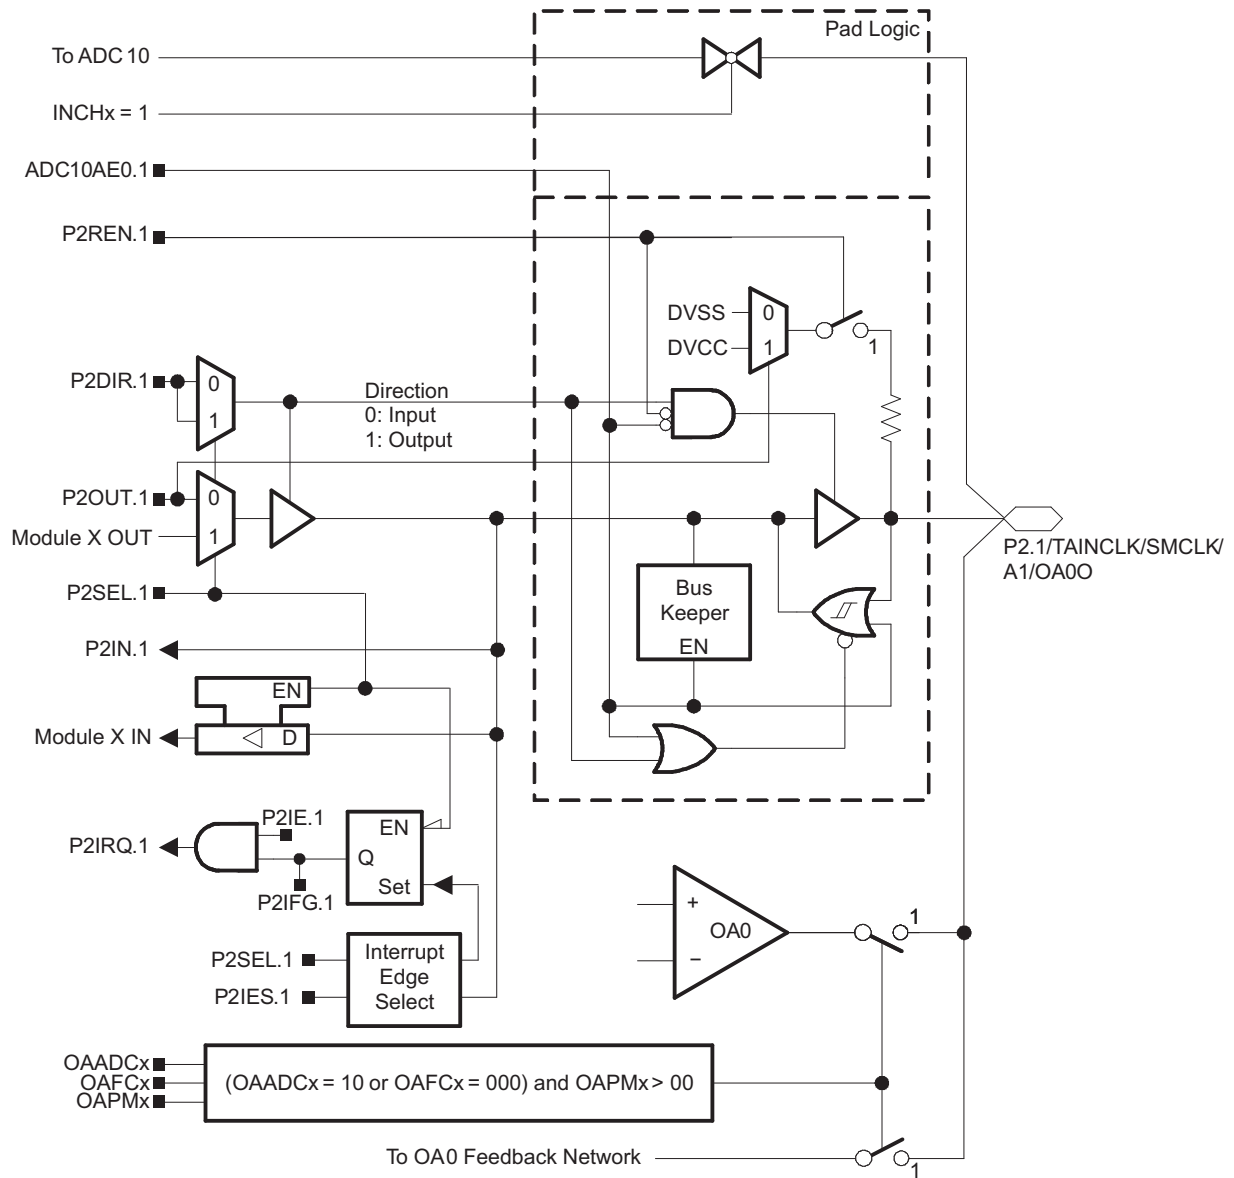 Pad Logic
To ADC 10
INCHx = 1
ADC10AE0.1
P2REN.1
DVSS
0
DVCC
1
1
P2DIR.1
0
1
Direction
0: Input
1: Output
P2OUT.1
0
Module X OUT
1
P2.1/TAINCLK/SMCLK/
A1/OA0O
P2SEL.1
Bus
Keeper
EN
P2IN.1
EN
Module X IN
D
P2IE.1
EN
P2IRQ.1
Q
Set
P2IFG.1
+
OA0
−
1
P2SEL.1
P2IES.1
Interrupt
Edge
Select
OAADCx
OAFCx
OAPMx
(OAADCx = 10 or OAFCx = 000) and OAPMx > 00
To OA0 Feedback Network
1